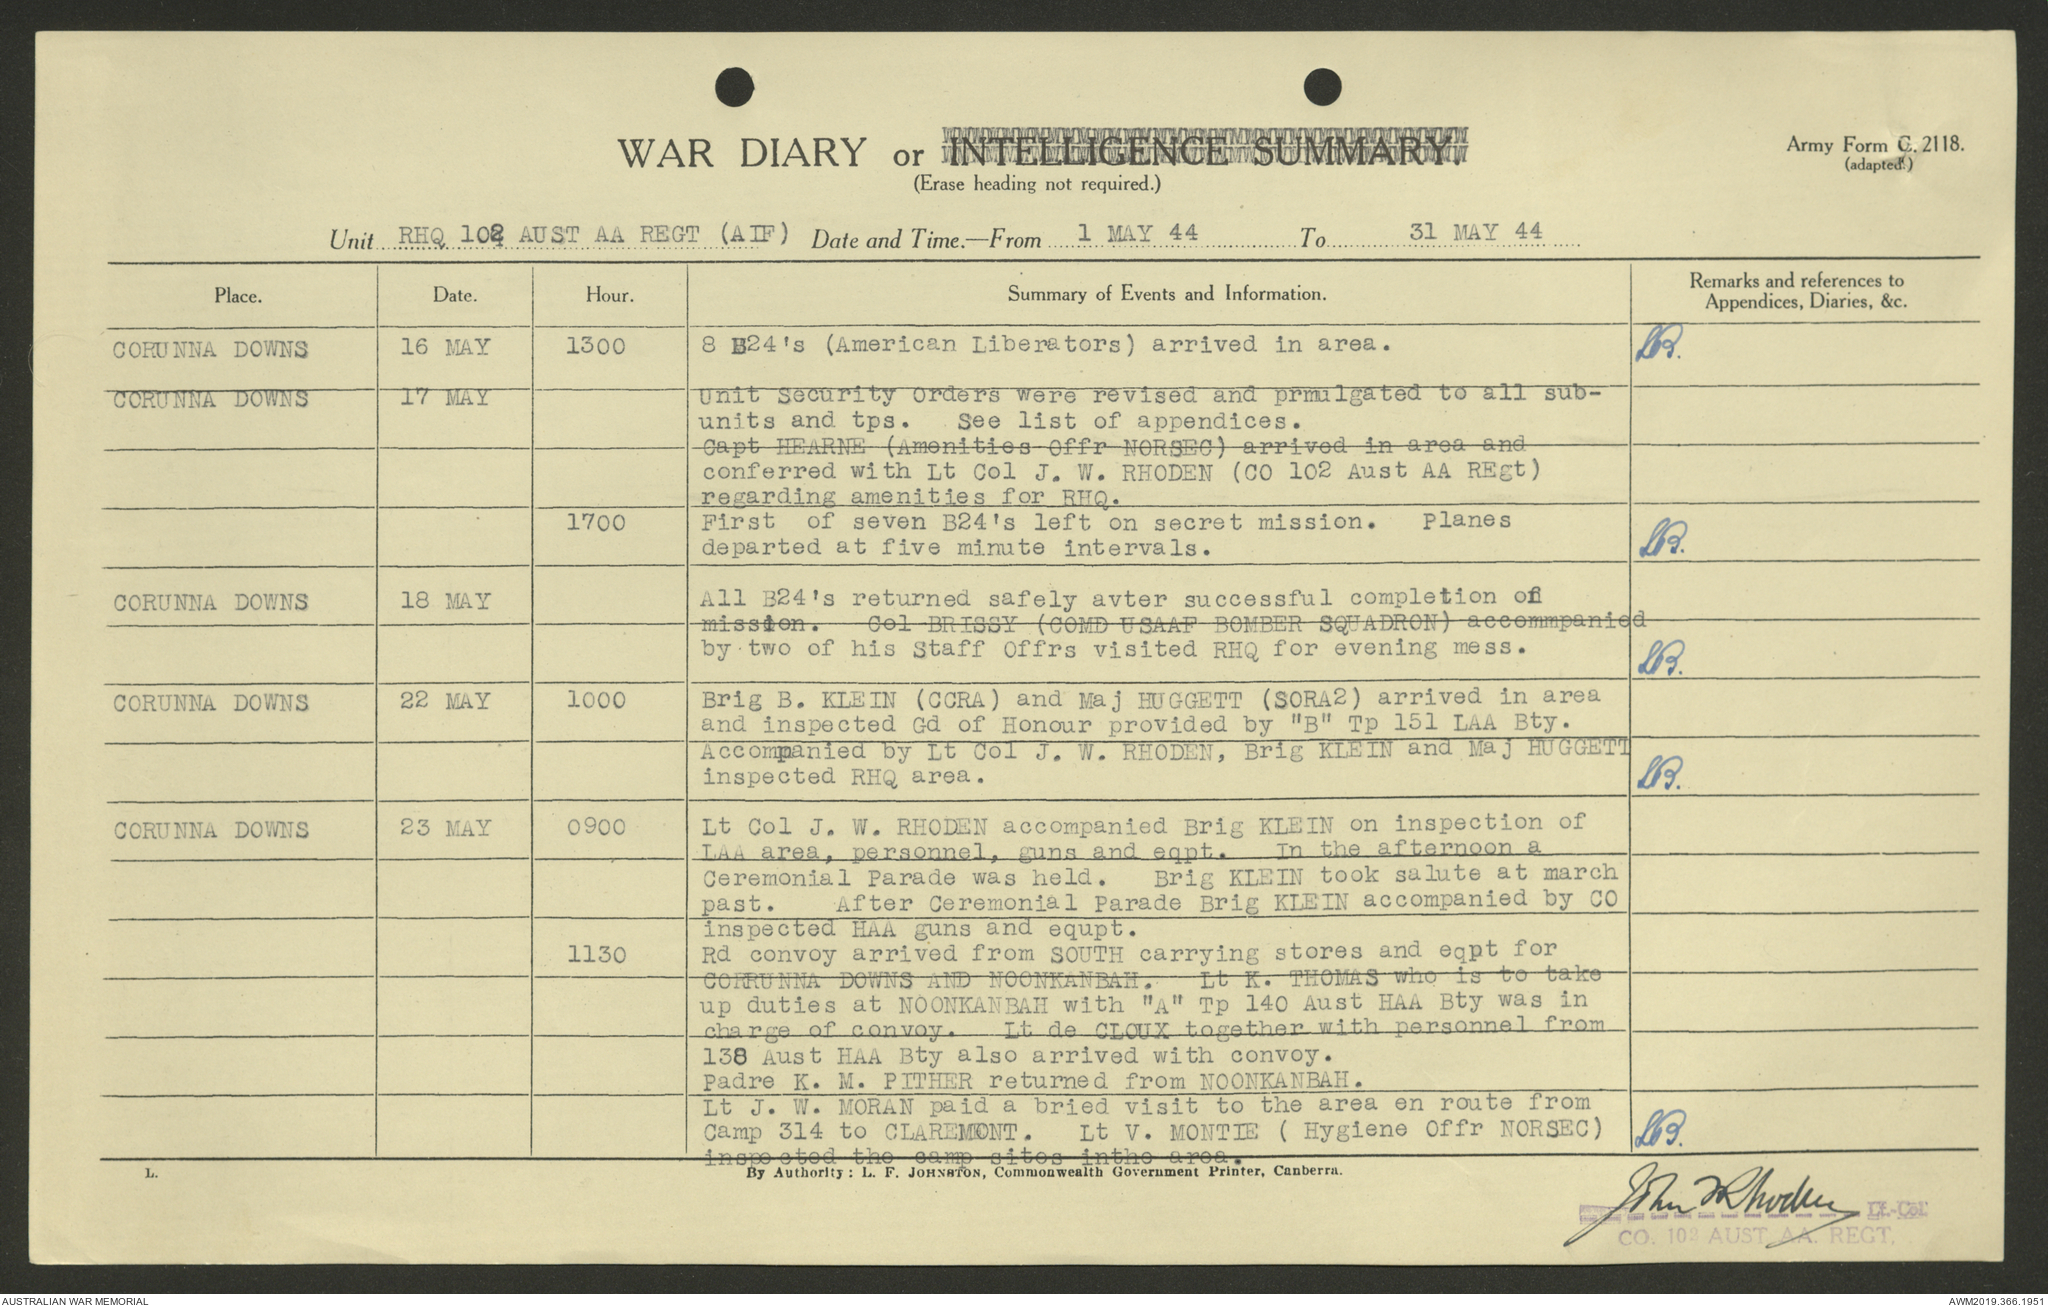 WAR DIARY or INTELLIGENCE SUMMARY.
(Erase heading not required.)
Army Form C. 2118.
(adapted.)
Unit RHQ 102 AUST AA REGT (AIF) Date and Time.—From 1 MAY 44 To 31 MAY 44
Place. Date. Hour. Summary of Events and Information. Remarks and references to
Appendices, Diaries, &c.
CORUNNA DOWNS 16 MAY 1300 8 B24's (American Liberators) arrived in area.
CORUNNA DOWNS 17 MAY Unit Security Orders were revised and prmulgated to all sub-
units and tps. See list of appendices.
Capt HEARNE (Amenities Offr NORSEC) arrived in area and
conferred with Lt Col J. W. RHODEN (CO 102 Aust AA REgt)
regarding amenities for RHQ.
1700 First of seven B24's left on secret mission. Planes
departed at five minute intervals.
CORUNNA DOWNS 18 MAY All B24's returned safely avter successful completion of
mission. Col BRISSY (COMD USAAF BOMBER SQUADRON) accommpanied
by two of his Staff Offrs visited RHQ for evening mess.
CORUNNA DOWNS 22 MAY 1000 Brig B. KLEIN (CCRA) and Maj HUGGETT (SORA2) arrived in area
and inspected Gd of Honour provided by "B" Tp 151 LAA Bty.
Accompanied by Lt Col J. W. RHODEN, Brig KLEIN and Maj HUGGETT
inspected RHQ area.
CORUNNA DOWNS 23 MAY 0900 Lt Col J. W. RHODEN accompanied Brig KLEIN on inspection of
LAA area, personnel, guns and eqpt. In the afternoon a
Ceremonial Parade was held. Brig KLEIN took salute at march
past. After Ceremonial Parade Brig KLEIN accompanied by CO
inspected HAA guns and equpt.
1130 Rd convoy arrived from SOUTH carrying stores and eqpt for
CORRUNNA DOWNS AND NOONKANBAH. Lt K. THOMAS who is to take
up duties at NOONKANBAH with "A" Tp 140 Aust HAA Bty was in
charge of convoy. Lt de CLOUX together with personnel from
138 Aust HAA Bty also arrived with convoy.
Padre K. M. PITHER returned from NOONKANBAH.
Lt J. W. MORAN paid a bried visit to the area en route from
Camp 314 to CLAREMONT. Lt V. MONTIE ( Hygiene Offr NORSEC)
inspected the camp sites inthe area.
L. By Authority: L. F. JOHNSTON, Commonwealth Government Printer, Canberra.
John W Rhoden Lt.-Col
CO. 102 AUST. AA. REGT.
AUSTRALIAN WAR MEMORIAL AWM2019.366.1951